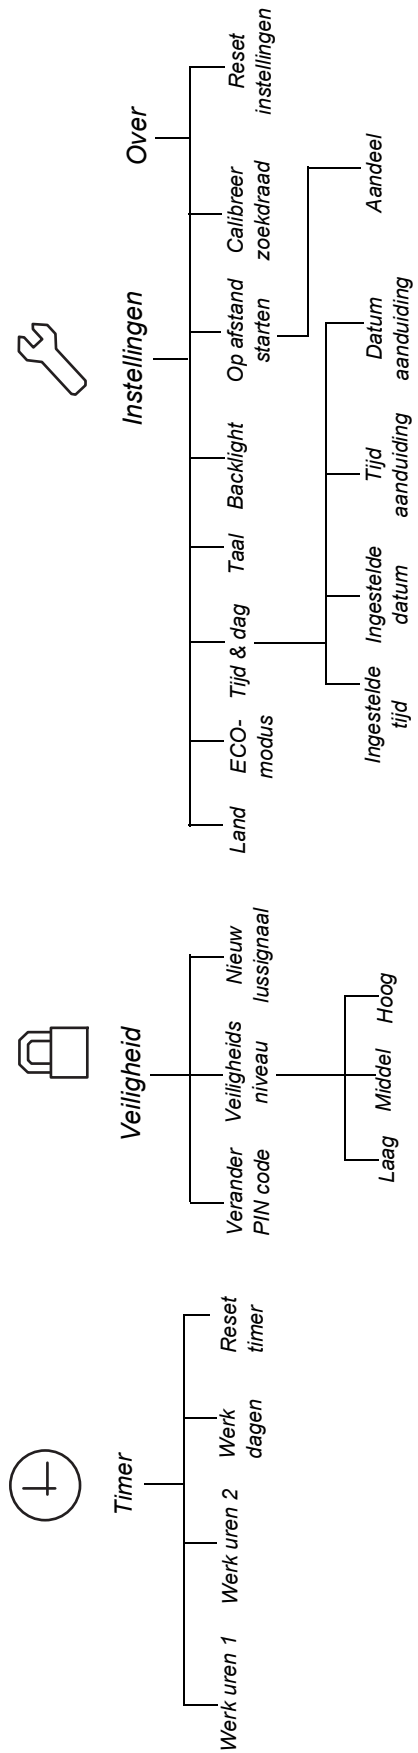 Timer
Werk uren 1
Werk uren 2
Werk
dagen
Reset
timer
Veiligheid
Verander
PIN code
Veiligheids
niveau
Nieuw
lussignaal
Laag
Middel
Hoog
Instellingen
Over
Land
ECO-
modus
Tijd & dag
Taal
Backlight
Op afstand
starten
Calibreer
zoekdraad
Reset
instellingen
Ingestelde
tijd
Ingestelde
datum
Tijd
aanduiding
Datum
aanduiding
Aandeel